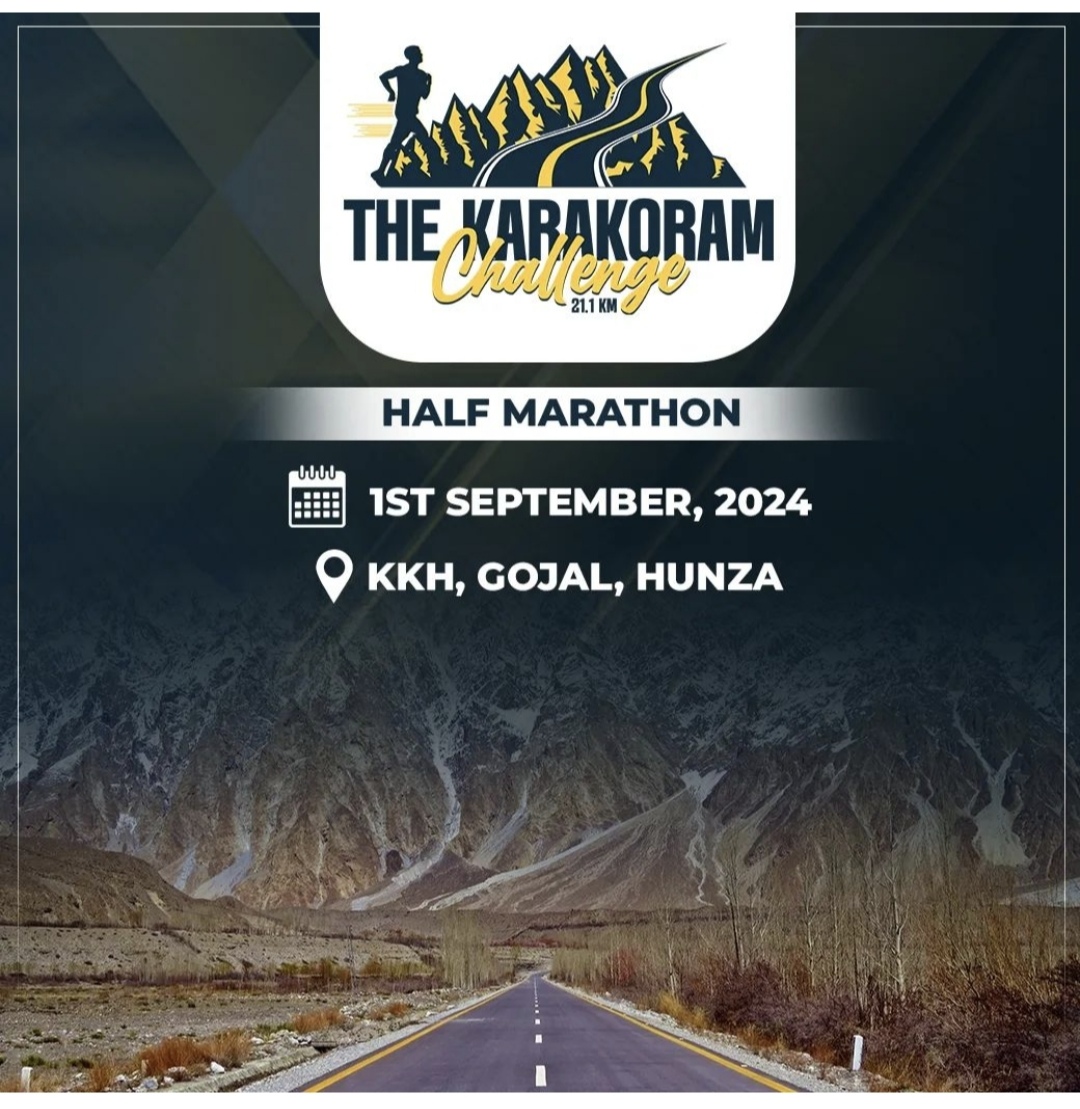 THE KARAKORAM
Challenge
21.1 KM
HALF MARATHON
1ST SEPTEMBER, 2024
KKH, GOJAL, HUNZA